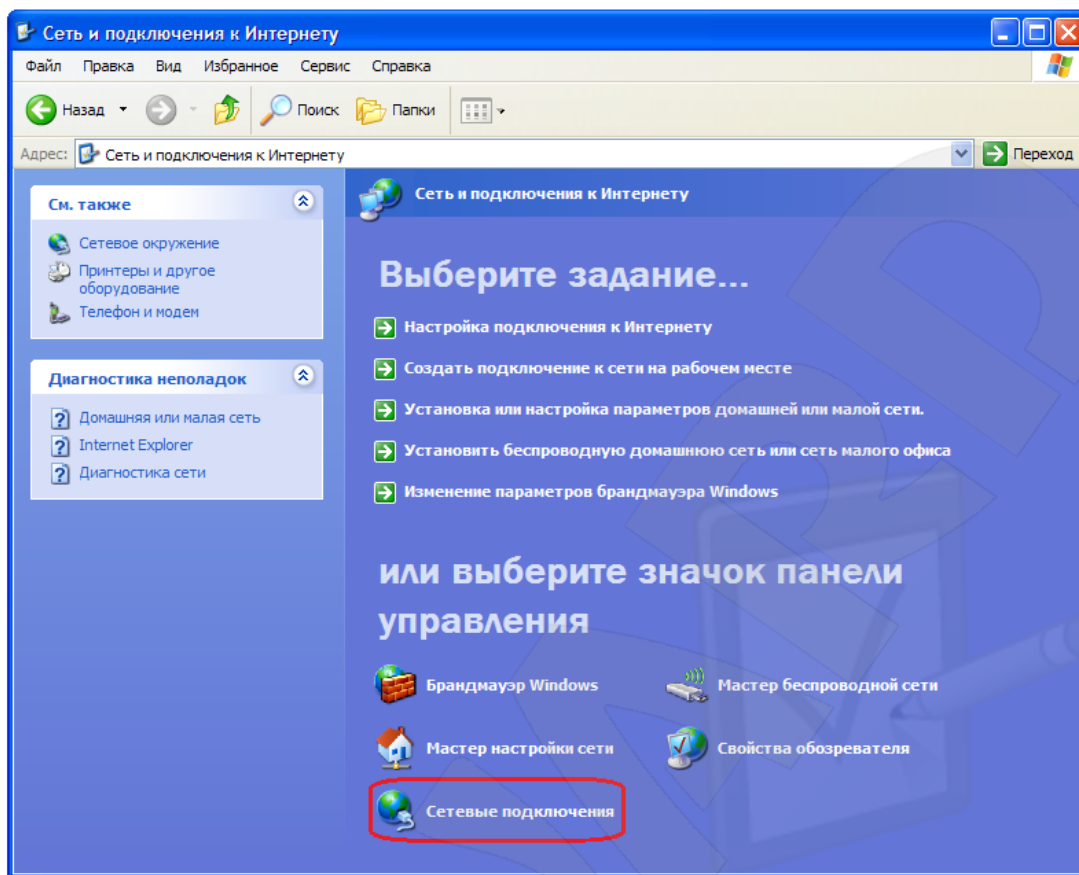 Сеть и подключения к Интернету
Файл Правка Вид Избранное Сервис Справка
Назад Поиск Папки
Адрес: Сеть и подключения к Интернету Переход
См. также
Сетевое окружение
Принтеры и другое
оборудование
Телефон и модем
Диагностика неполадок
Домашняя или малая сеть
Internet Explorer
Диагностика сети
Сеть и подключения к Интернету
Выберите задание...
Настройка подключения к Интернету
Создать подключение к сети на рабочем месте
Установка или настройка параметров домашней или малой сети.
Установить беспроводную домашнюю сеть или сеть малого офиса
Изменение параметров брандмауэра Windows
или выберите значок панели
управления
Брандмауэр Windows
Мастер беспроводной сети
Мастер настройки сети
Свойства обозревателя
Сетевые подключения